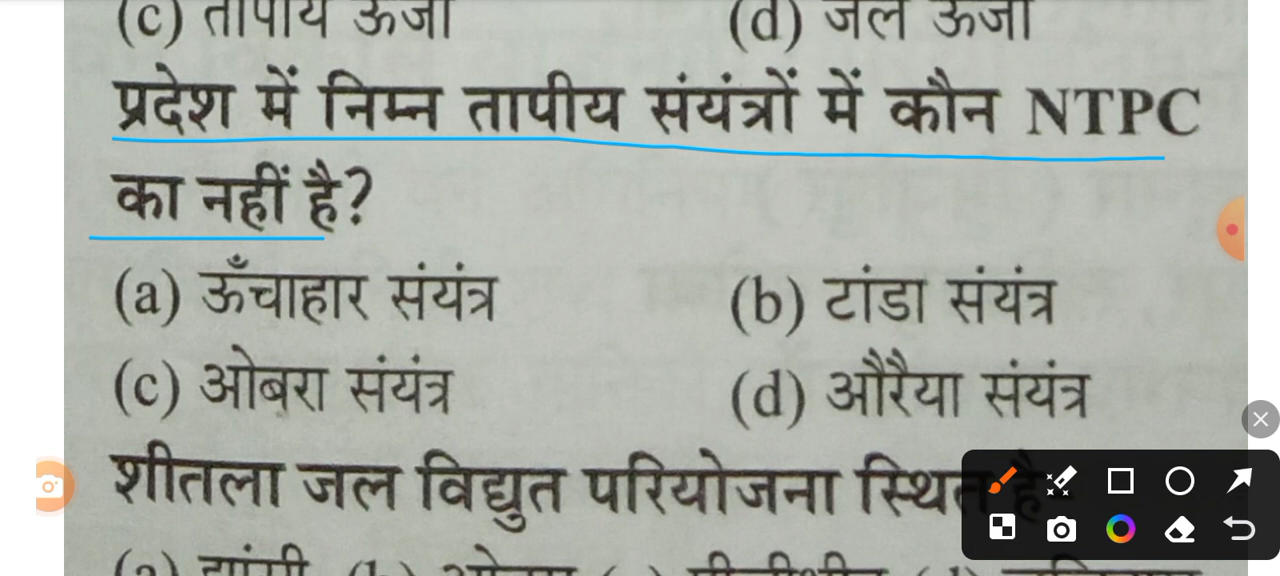 (c) तापीय ऊर्जा (d) जल ऊर्जा
प्रदेश में निम्न तापीय संयंत्रों में कौन NTPC
का नहीं है?
(a) ऊँचाहार संयंत्र (b) टांडा संयंत्र
(c) ओबरा संयंत्र (d) औरैया संयंत्र
शीतला जल विद्युत परियोजना स्थित है